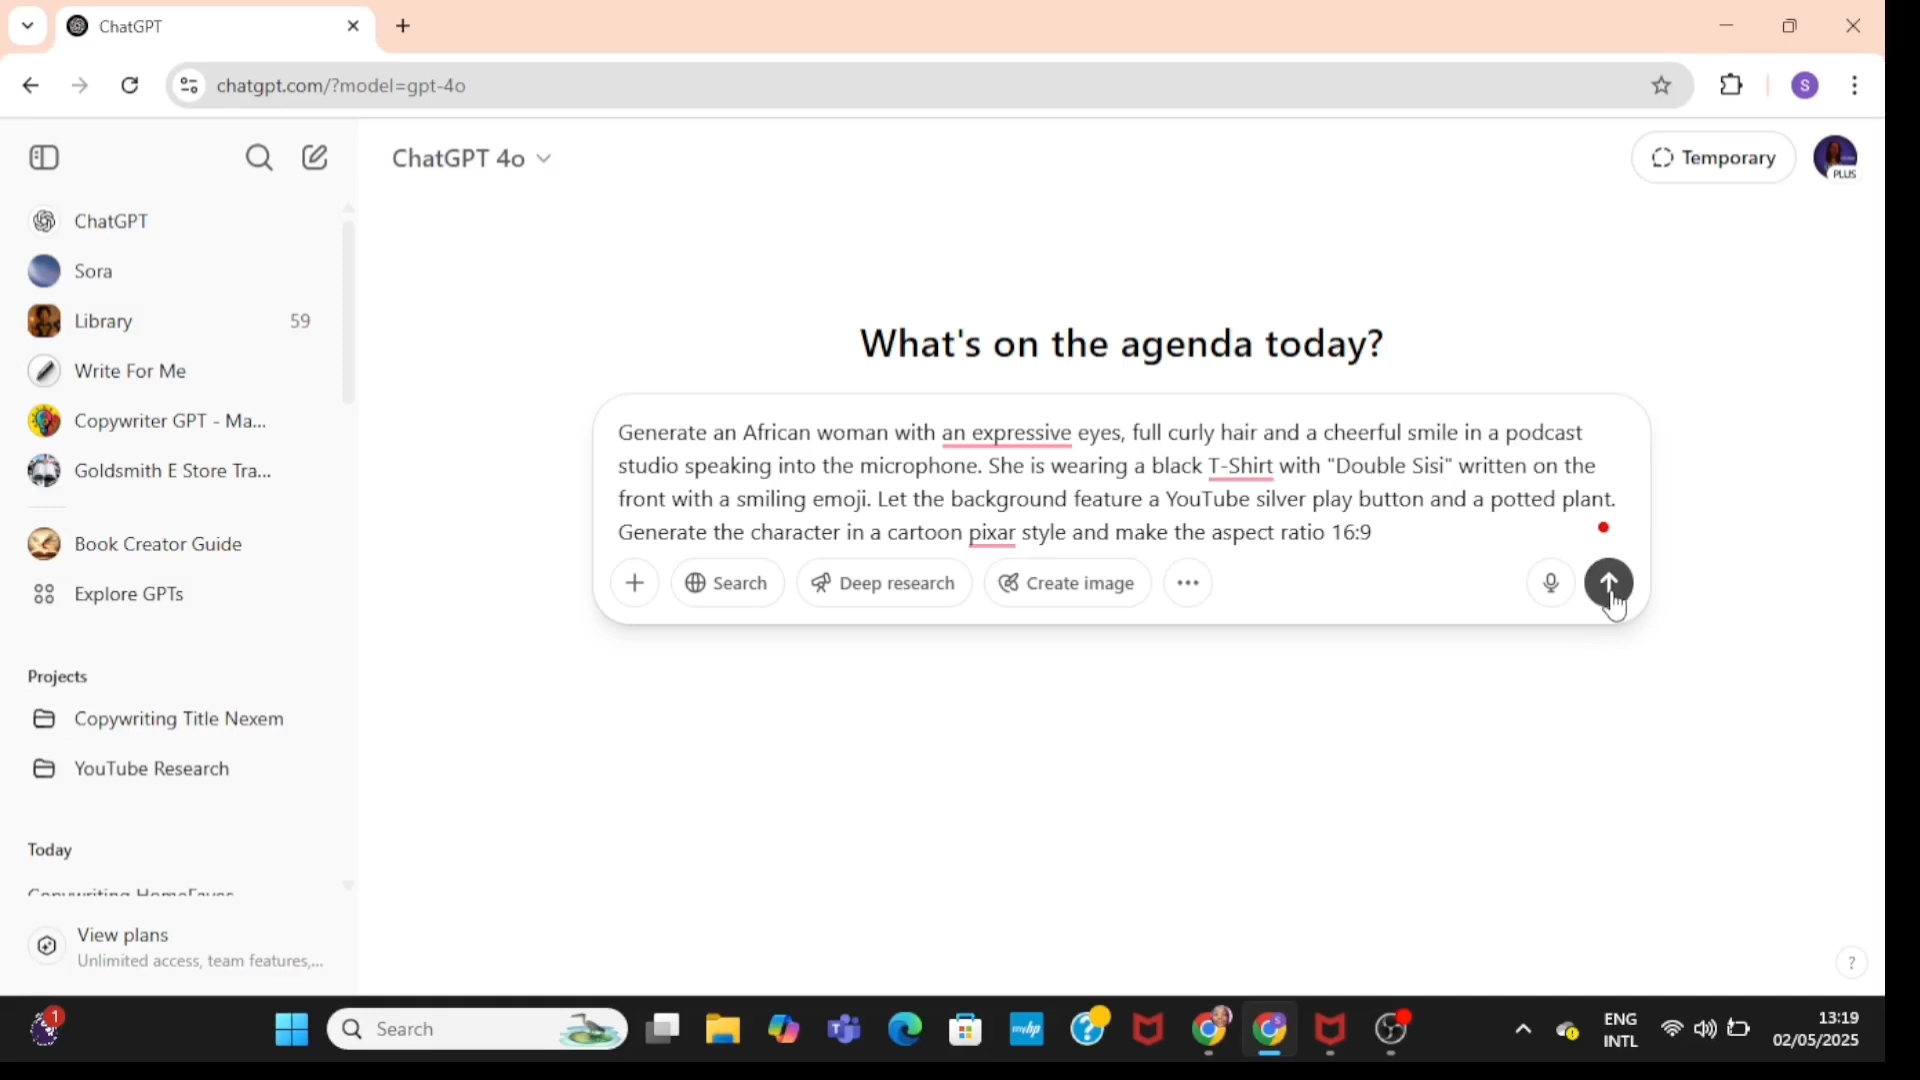 ChatGPT
chatgpt.com/?model=gpt-4o
S
ChatGPT 4o
Temporary
PLUS
ChatGPT
Sora
Library 59
Write For Me
Copywriter GPT - Ma...
Goldsmith E Store Tra...
Book Creator Guide
Explore GPTs
Projects
Copywriting Title Nexem
YouTube Research
Today
Copywriting HomeFaves
View plans
Unlimited access, team features,...
What's on the agenda today?
Generate an African woman with an expressive eyes, full curly hair and a cheerful smile in a podcast
studio speaking into the microphone. She is wearing a black T-Shirt with "Double Sisi" written on the
front with a smiling emoji. Let the background feature a YouTube silver play button and a potted plant.
Generate the character in a cartoon pixar style and make the aspect ratio 16:9
Search
Deep research
Create image
?
1
Search
myhp
ENG
INTL
13:19
02/05/2025